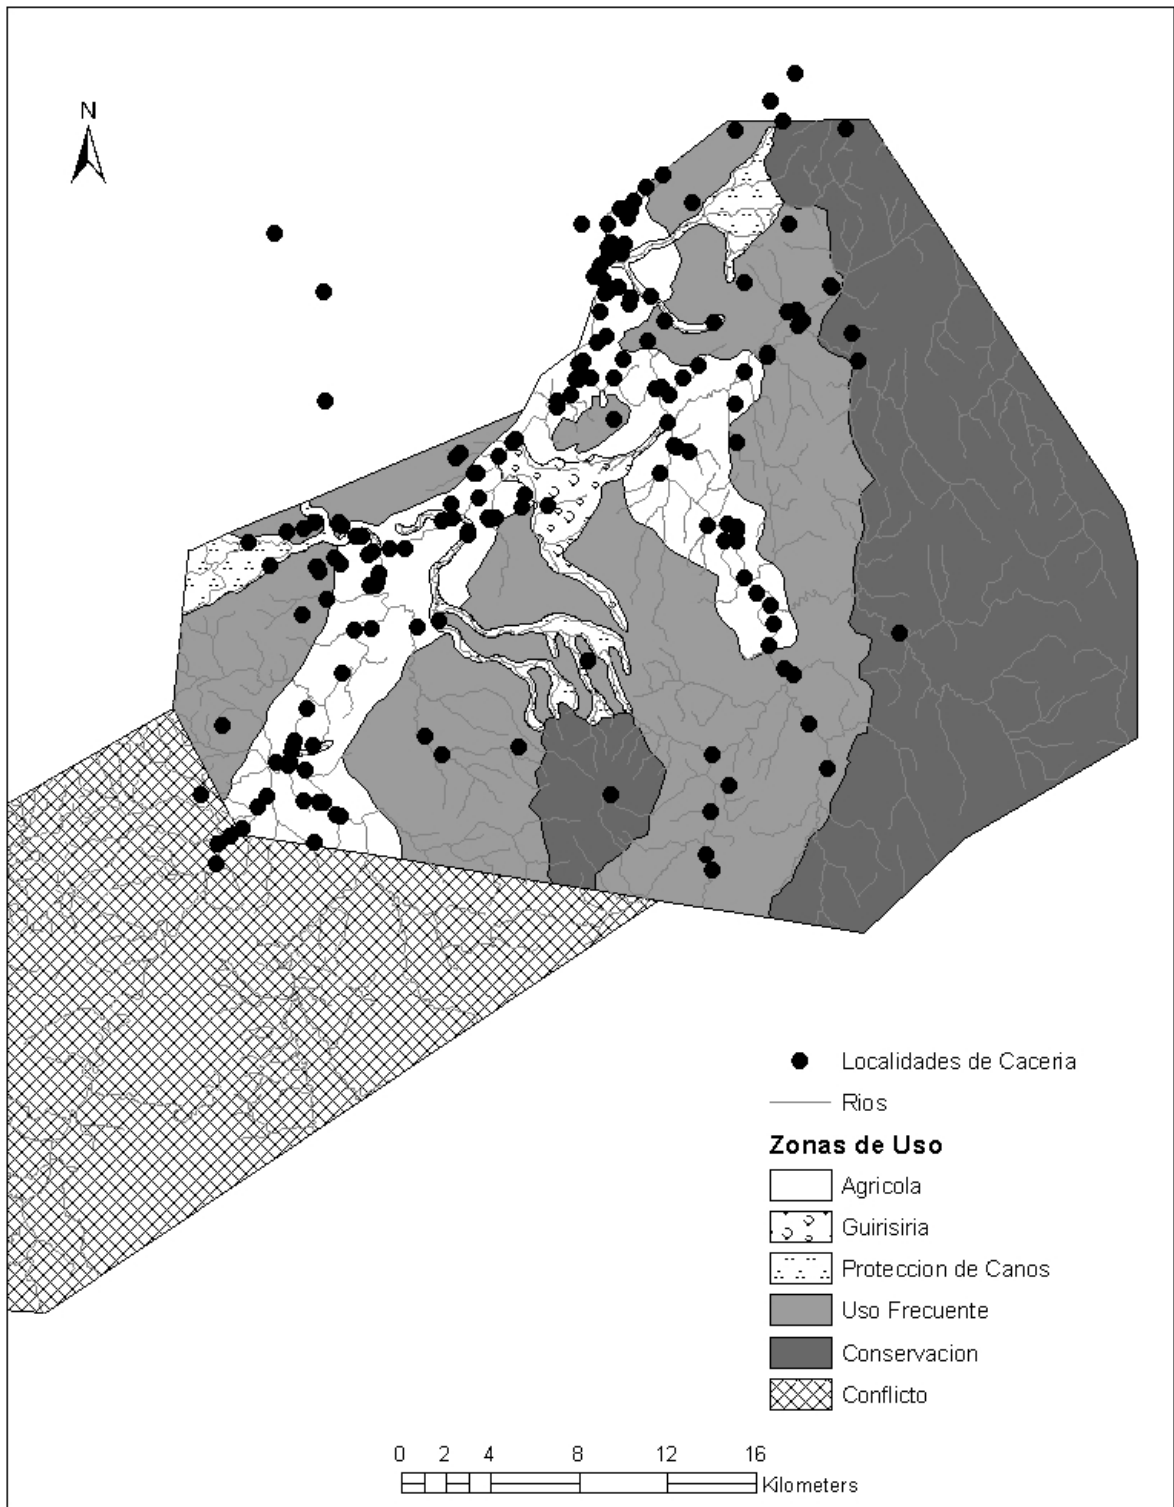 N
Localidades de Caceria
Rios
Zonas de Uso
Agricola
Guirisiria
Proteccion de Canos
Uso Frecuente
Conservacion
Conflicto
0 2 4 8 12 16
Kilometers